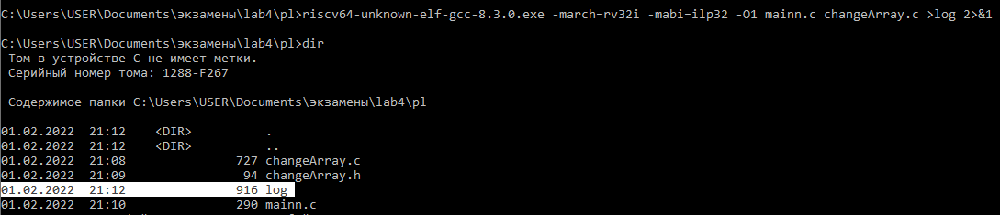 C:\Users\USER\Documents\экзамены\lab4\pl>riscv64-unknown-elf-gcc-8.3.0.exe -march=rv32i -mabi=ilp32 -O1 mainn.c changeArray.c >log 2>&1
C:\Users\USER\Documents\экзамены\lab4\pl>dir
Том в устройстве C не имеет метки.
Серийный номер тома: 1288-F267
Содержимое папки C:\Users\USER\Documents\экзамены\lab4\pl
01.02.2022  21:12    <DIR>          .
01.02.2022  21:12    <DIR>          ..
01.02.2022  21:08               727 changeArray.c
01.02.2022  21:09                94 changeArray.h
01.02.2022  21:12               916 log
01.02.2022  21:10               290 mainn.c